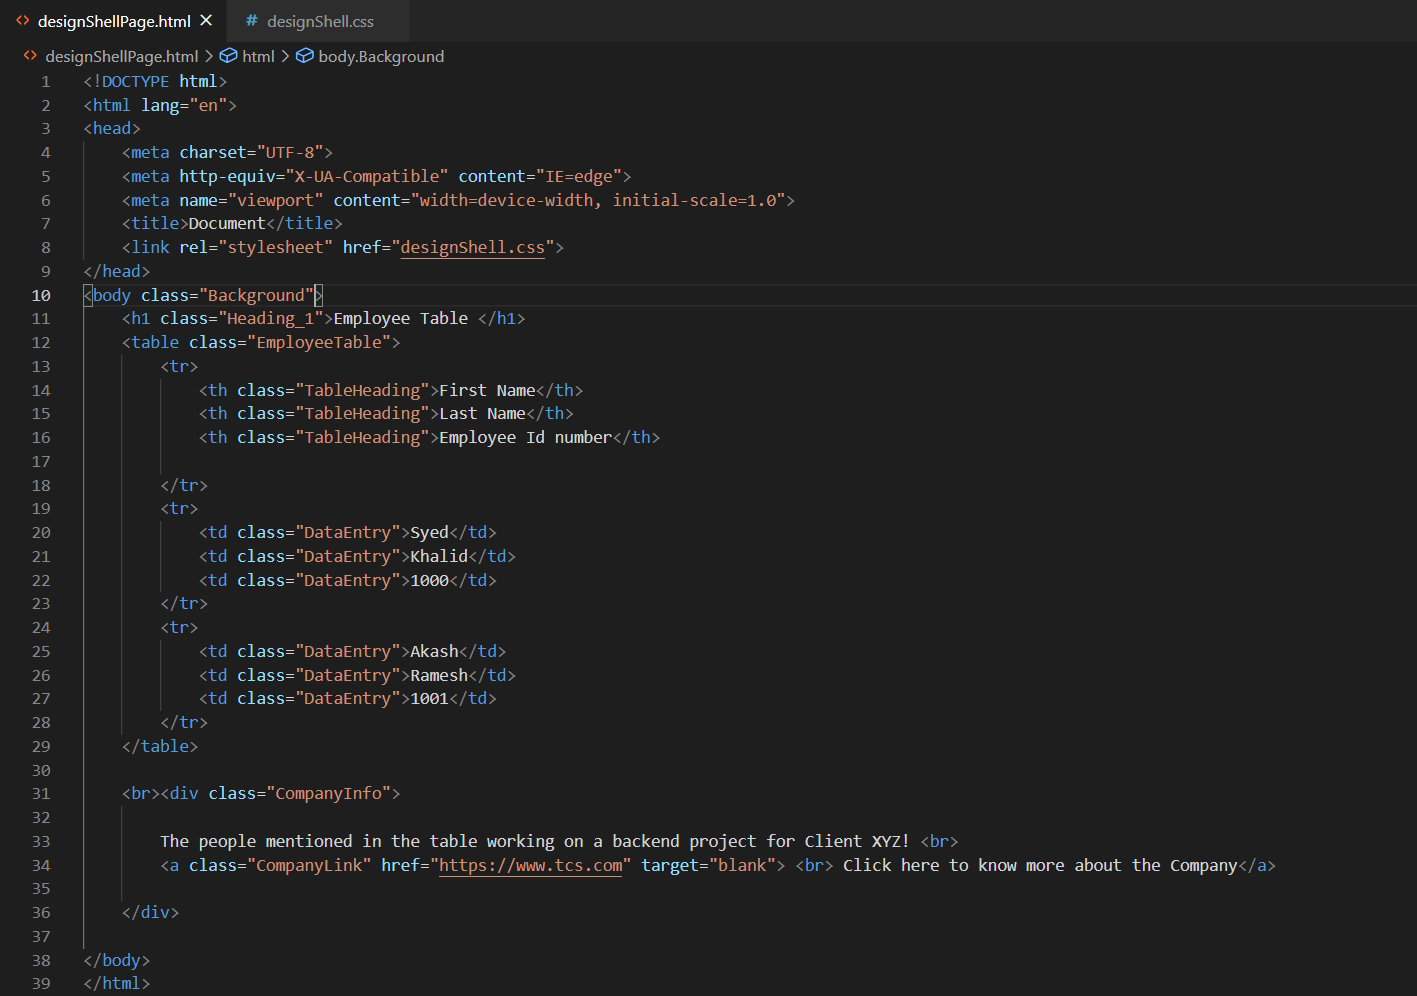 designShellPage.html × # designShell.css
designShellPage.html > html > body.Background
1 <!DOCTYPE html>
2 <html lang="en">
3 <head>
4     <meta charset="UTF-8">
5     <meta http-equiv="X-UA-Compatible" content="IE=edge">
6     <meta name="viewport" content="width=device-width, initial-scale=1.0">
7     <title>Document</title>
8     <link rel="stylesheet" href="designShell.css">
9 </head>
10 <body class="Background">
11     <h1 class="Heading_1">Employee Table </h1>
12     <table class="EmployeeTable">
13         <tr>
14             <th class="TableHeading">First Name</th>
15             <th class="TableHeading">Last Name</th>
16             <th class="TableHeading">Employee Id number</th>
17
18         </tr>
19         <tr>
20             <td class="DataEntry">Syed</td>
21             <td class="DataEntry">Khalid</td>
22             <td class="DataEntry">1000</td>
23         </tr>
24         <tr>
25             <td class="DataEntry">Akash</td>
26             <td class="DataEntry">Ramesh</td>
27             <td class="DataEntry">1001</td>
28         </tr>
29     </table>
30
31     <br><div class="CompanyInfo">
32
33         The people mentioned in the table working on a backend project for Client XYZ! <br>
34         <a class="CompanyLink" href="https://www.tcs.com" target="blank"> <br> Click here to know more about the Company</a>
35
36     </div>
37
38 </body>
39 </html>